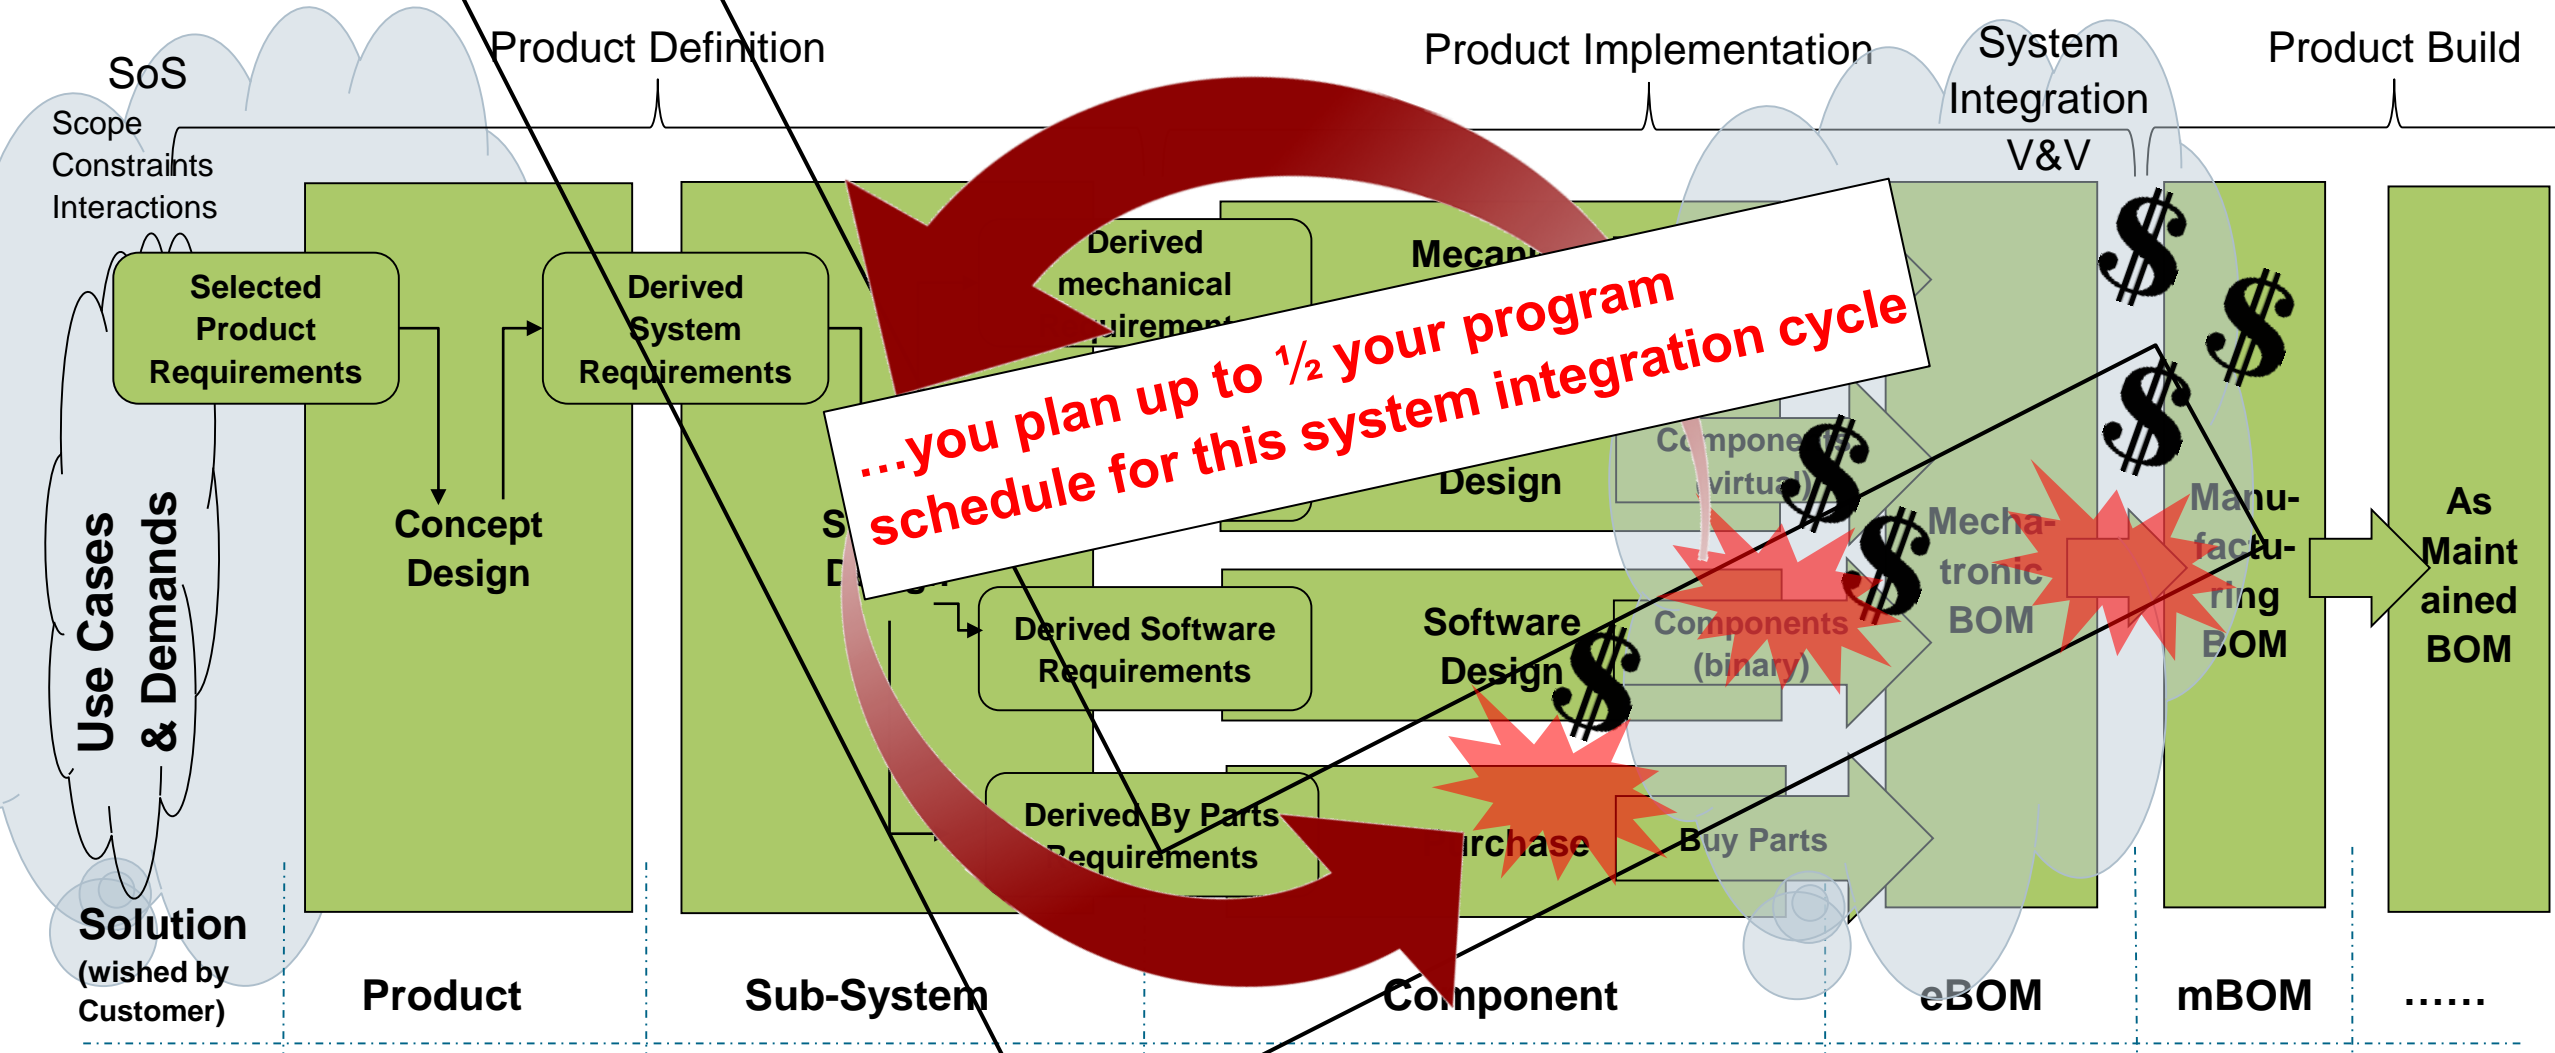 Product Definition
Product Implementation
System
Integration
V&V
Product Build
SoS
Scope
Constraints
Interactions
Selected
Product
Requirements
Derived
System
Requirements
Derived
mechanical
Concept
Design
Use Cases
& Demands
…you plan up to ½ your program
schedule for this system integration cycle
Design
Components
(virtual)
Derived Software
Requirements
Software
Design
Components
(binary)
Derived By Parts
Requirements
Buy Parts
Mecha-
tronic
BOM
Manu-
factu-
ring
BOM
As
Maint
ained
BOM
$
$
$
$
$
$
Solution
(wished by
Customer)
Product
Sub-System
Component
eBOM
mBOM
……